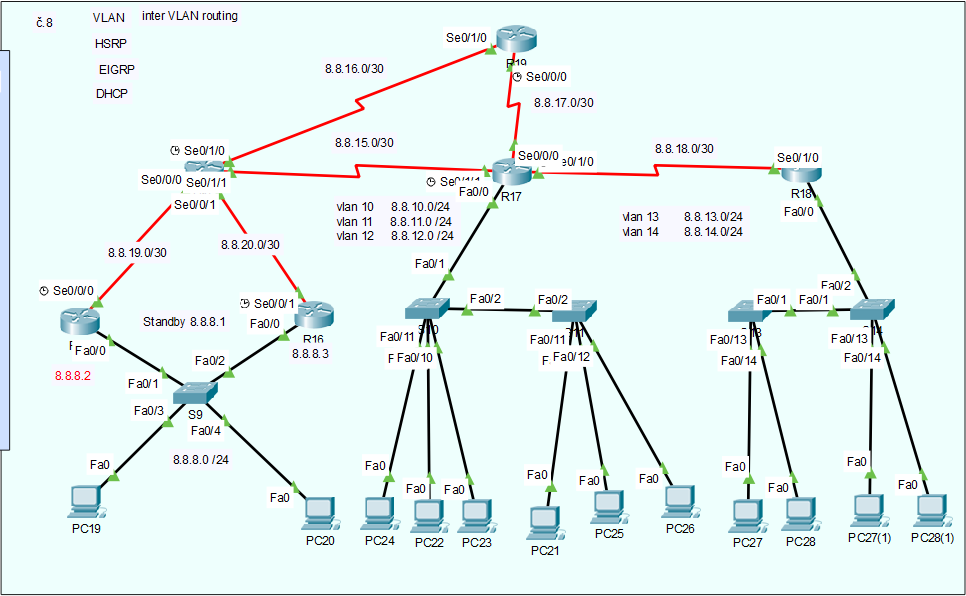 č.8
VLAN inter VLAN routing
HSRP
EIGRP
DHCP
Se0/1/0
R19
Se0/0/0
8.8.16.0/30
8.8.17.0/30
Se0/1/0
8.8.15.0/30
Se0/0/0
8.8.18.0/30
Se0/1/0
Se0/0/0
Se0/1/1
Se0/0/1
Fa0/0
R17
R18
Fa0/0
vlan 10 8.8.10.0/24
vlan 11 8.8.11.0 /24
vlan 12 8.8.12.0 /24
vlan 13 8.8.13.0/24
vlan 14 8.8.14.0/24
8.8.19.0/30
8.8.20.0/30
Fa0/1
Se0/0/0
Se0/0/1
Standby 8.8.8.1
Fa0/0
R16
8.8.8.3
Fa0/0
8.8.8.2
Fa0/2
Fa0/1
Fa0/3
S9
Fa0/4
8.8.8.0 /24
Fa0/2
Fa0/2
Fa0/11
Fa0/10
Fa0/11
Fa0/12
Fa0/1
Fa0/1
Fa0/2
Fa0/13
Fa0/14
Fa0/13
Fa0/14
Fa0
Fa0
Fa0
Fa0
Fa0
Fa0
Fa0
Fa0
Fa0
Fa0
Fa0
Fa0
PC19
PC20
PC24
PC22
PC23
PC21
PC25
PC26
PC27
PC28
PC27(1)
PC28(1)